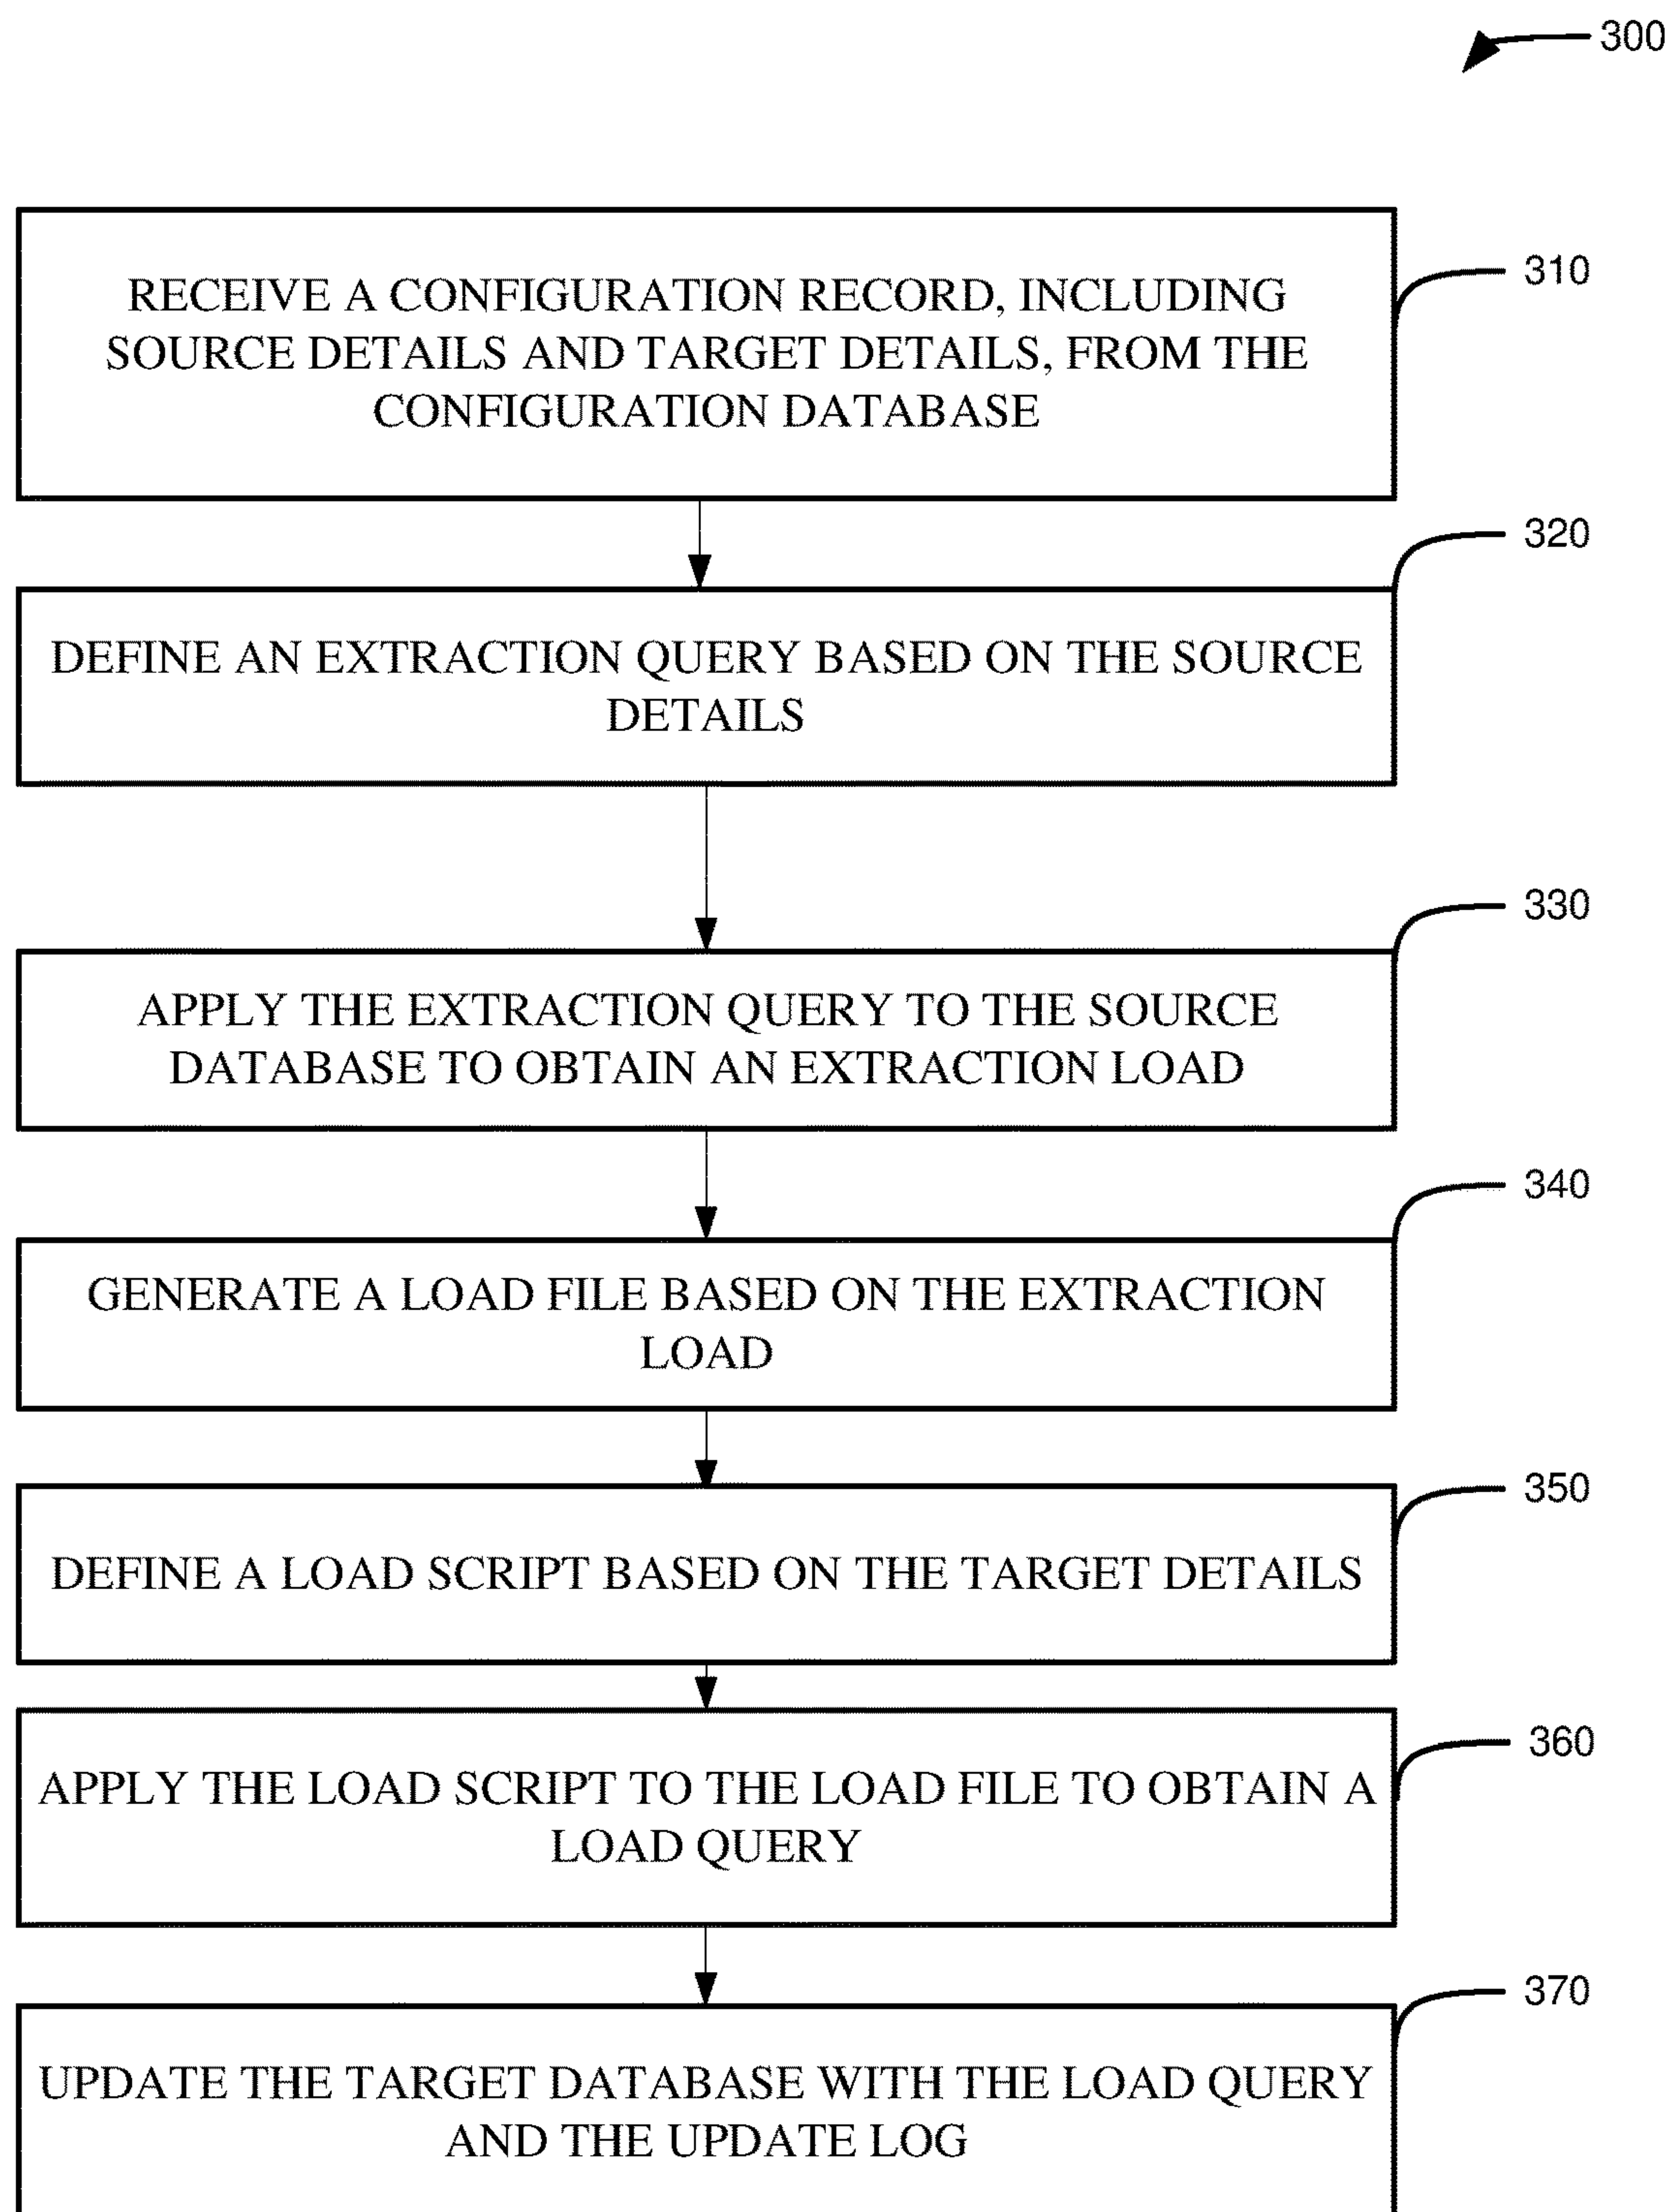 300
RECEIVE A CONFIGURATION RECORD, INCLUDING
SOURCE DETAILS AND TARGET DETAILS, FROM THE
CONFIGURATION DATABASE
310
DEFINE AN EXTRACTION QUERY BASED ON THE SOURCE
DETAILS
320
APPLY THE EXTRACTION QUERY TO THE SOURCE
DATABASE TO OBTAIN AN EXTRACTION LOAD
330
GENERATE A LOAD FILE BASED ON THE EXTRACTION
LOAD
340
DEFINE A LOAD SCRIPT BASED ON THE TARGET DETAILS
350
APPLY THE LOAD SCRIPT TO THE LOAD FILE TO OBTAIN A
LOAD QUERY
360
UPDATE THE TARGET DATABASE WITH THE LOAD QUERY
AND THE UPDATE LOG
370